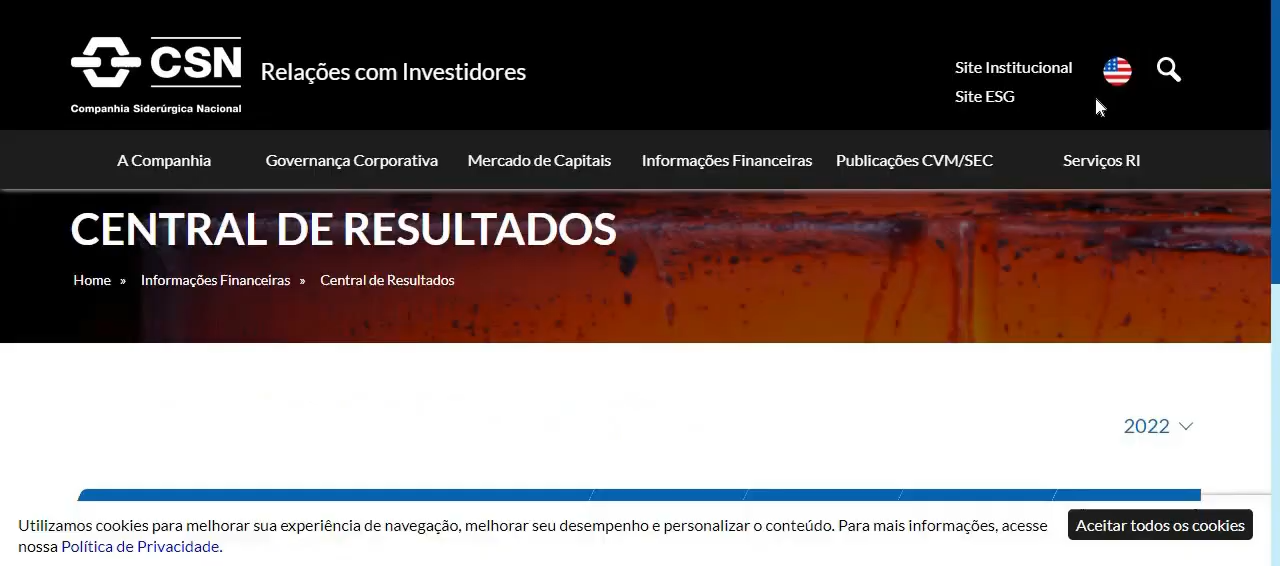 CSN
Companhia Siderúrgica Nacional
Relações com Investidores
Site Institucional
Site ESG
A Companhia Governança Corporativa Mercado de Capitais Informações Financeiras Publicações CVM/SEC Serviços RI
CENTRAL DE RESULTADOS
Home » Informações Financeiras » Central de Resultados
2022
Utilizamos cookies para melhorar sua experiência de navegação, melhorar seu desempenho e personalizar o conteúdo. Para mais informações, acesse
nossa Política de Privacidade.
Aceitar todos os cookies